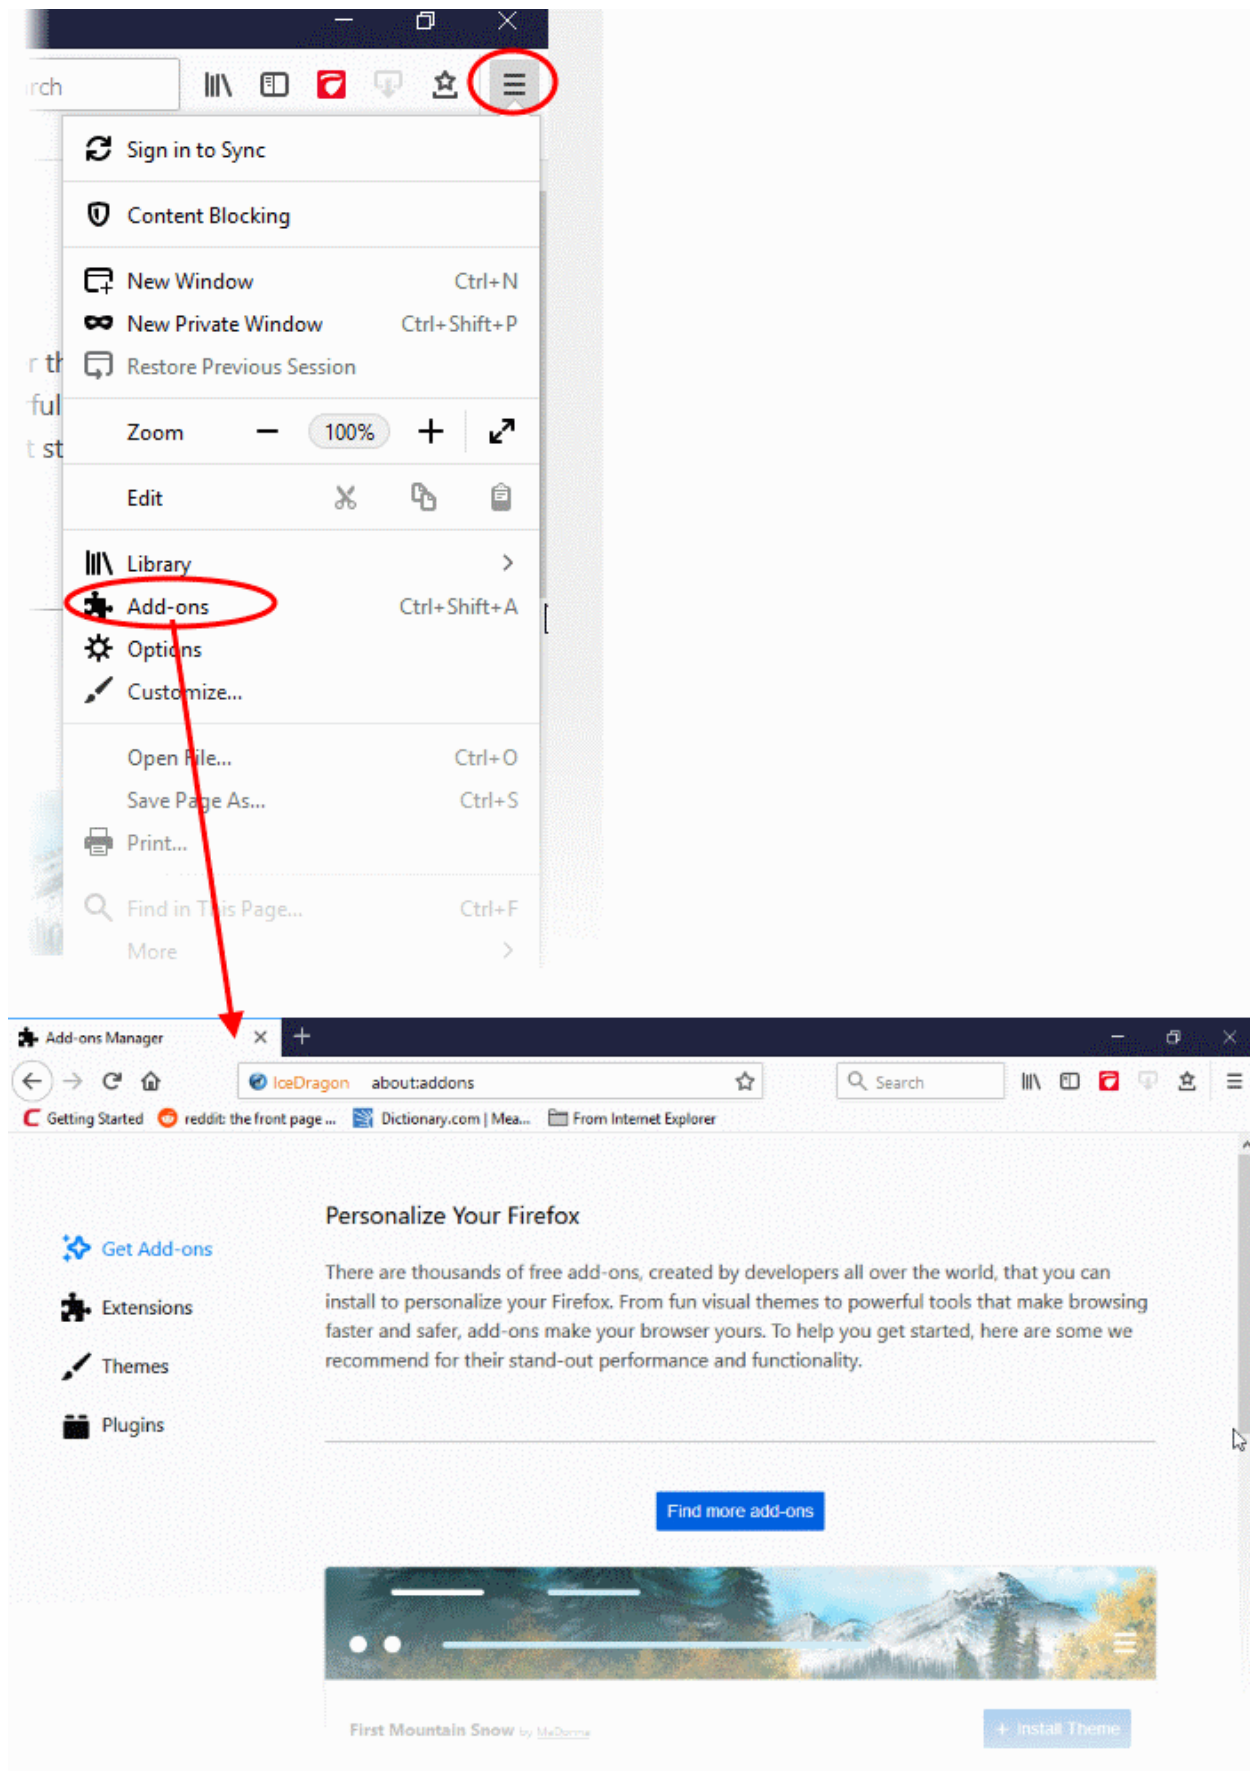 rch
Sign in to Sync
Content Blocking
New Window Ctrl+N
New Private Window Ctrl+Shift+P
r th
Restore Previous Session
ful
Zoom 100%
t st
Edit
Library
Add-ons Ctrl+Shift+A
Options
Customize...
Open File... Ctrl+O
Save Page As... Ctrl+S
Print...
Find in This Page... Ctrl+F
More
Add-ons Manager
IceDragon about:addons Search
Getting Started reddit: the front page ... Dictionary.com | Mea... From Internet Explorer
Personalize Your Firefox
Get Add-ons
There are thousands of free add-ons, created by developers all over the world, that you can
Extensions
install to personalize your Firefox. From fun visual themes to powerful tools that make browsing
faster and safer, add-ons make your browser yours. To help you get started, here are some we
Themes
recommend for their stand-out performance and functionality.
Plugins
Find more add-ons
First Mountain Snow by MaDonna
+ Install Theme